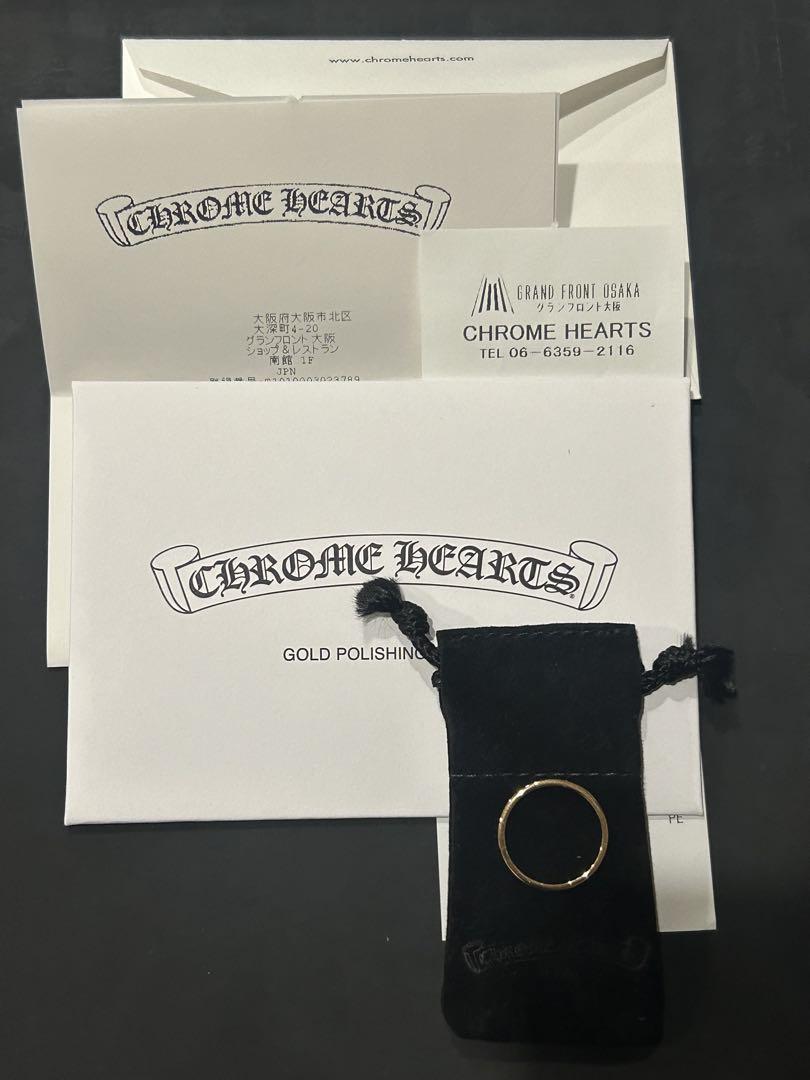 www.chromehearts.com
CHROME HEARTS
大阪府大阪市北区
大深町4-20
グランフロント大阪
ショップ&レストラン
南館 1F
JPN
GRAND FRONT OSAKA
グランフロント大阪
CHROME HEARTS
TEL 06-6359-2116
CHROME HEARTS®
GOLD POLISHING
PE
CHROME HEARTS